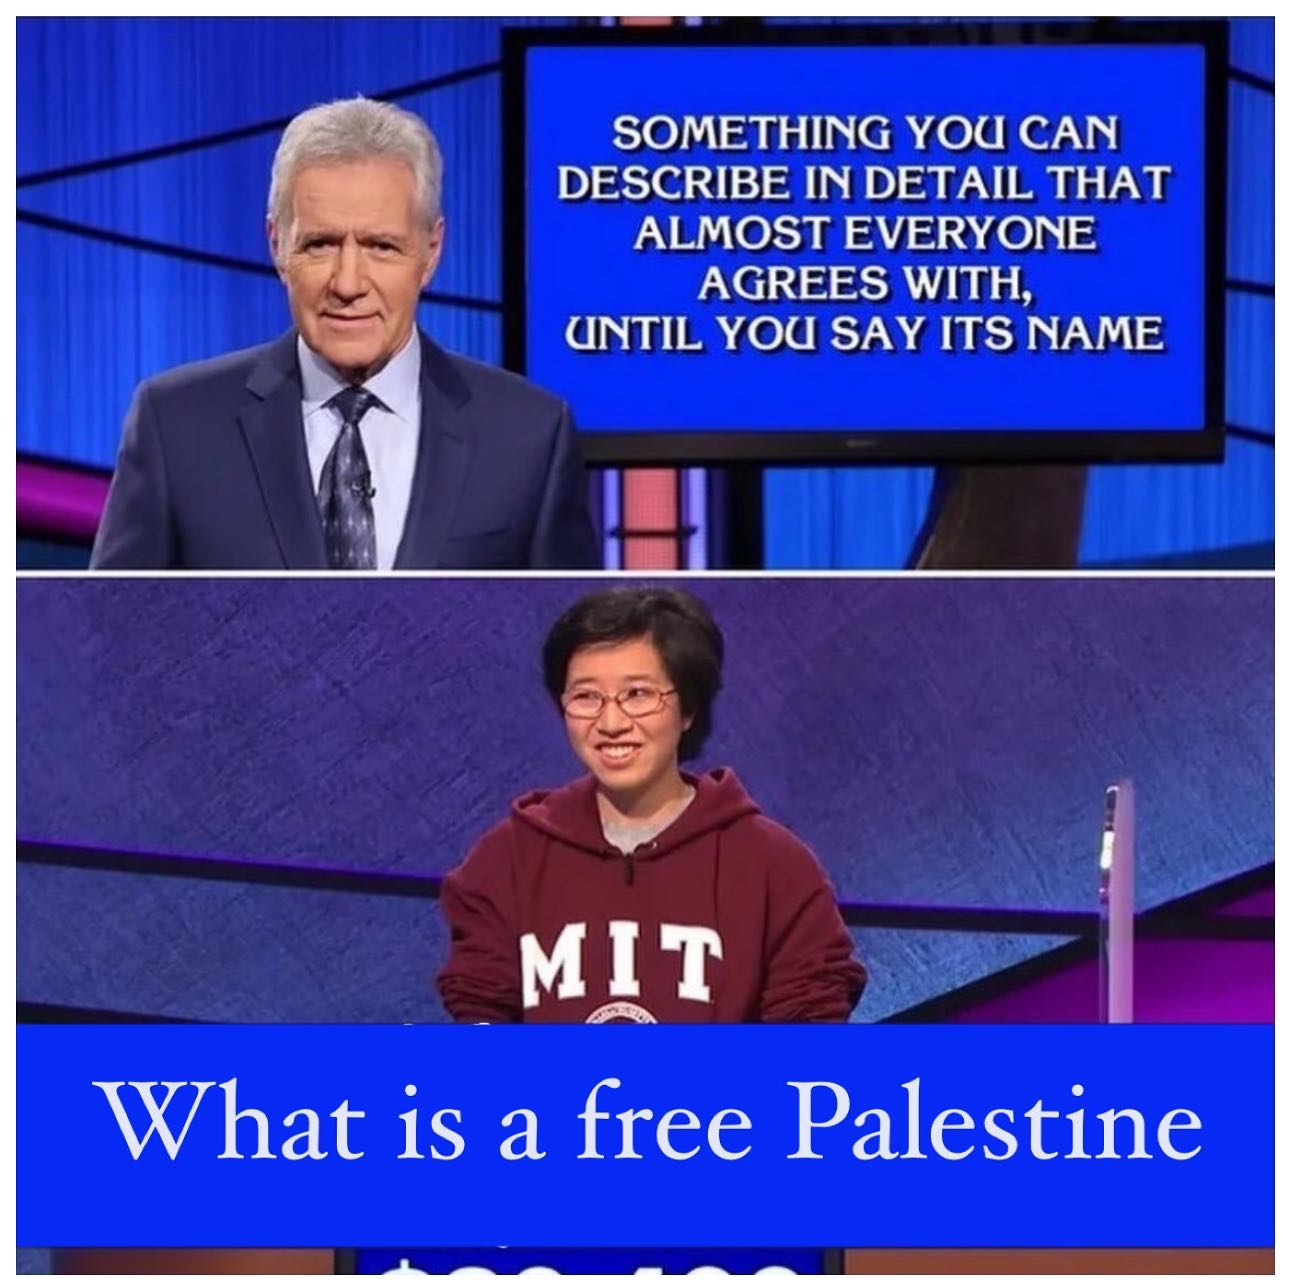 SOMETHING YOU CAN
DESCRIBE IN DETAIL THAT
ALMOST EVERYONE
AGREES WITH,
UNTIL YOU SAY ITS NAME
MIT
What is a free Palestine